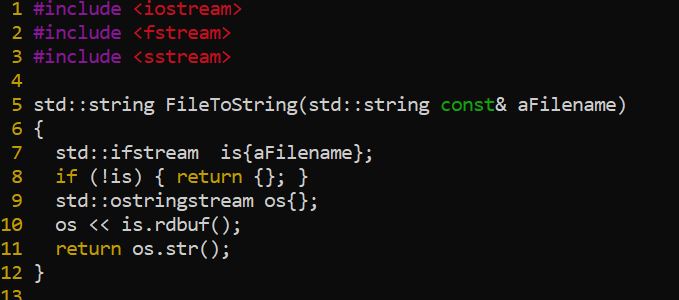 1 #include <iostream>
2 #include <fstream>
3 #include <sstream>
4
5 std::string FileToString(std::string const& aFilename)
6 {
7   std::ifstream  is{aFilename};
8   if (!is) { return {}; }
9   std::ostringstream os{};
10   os << is.rdbuf();
11   return os.str();
12 }
13